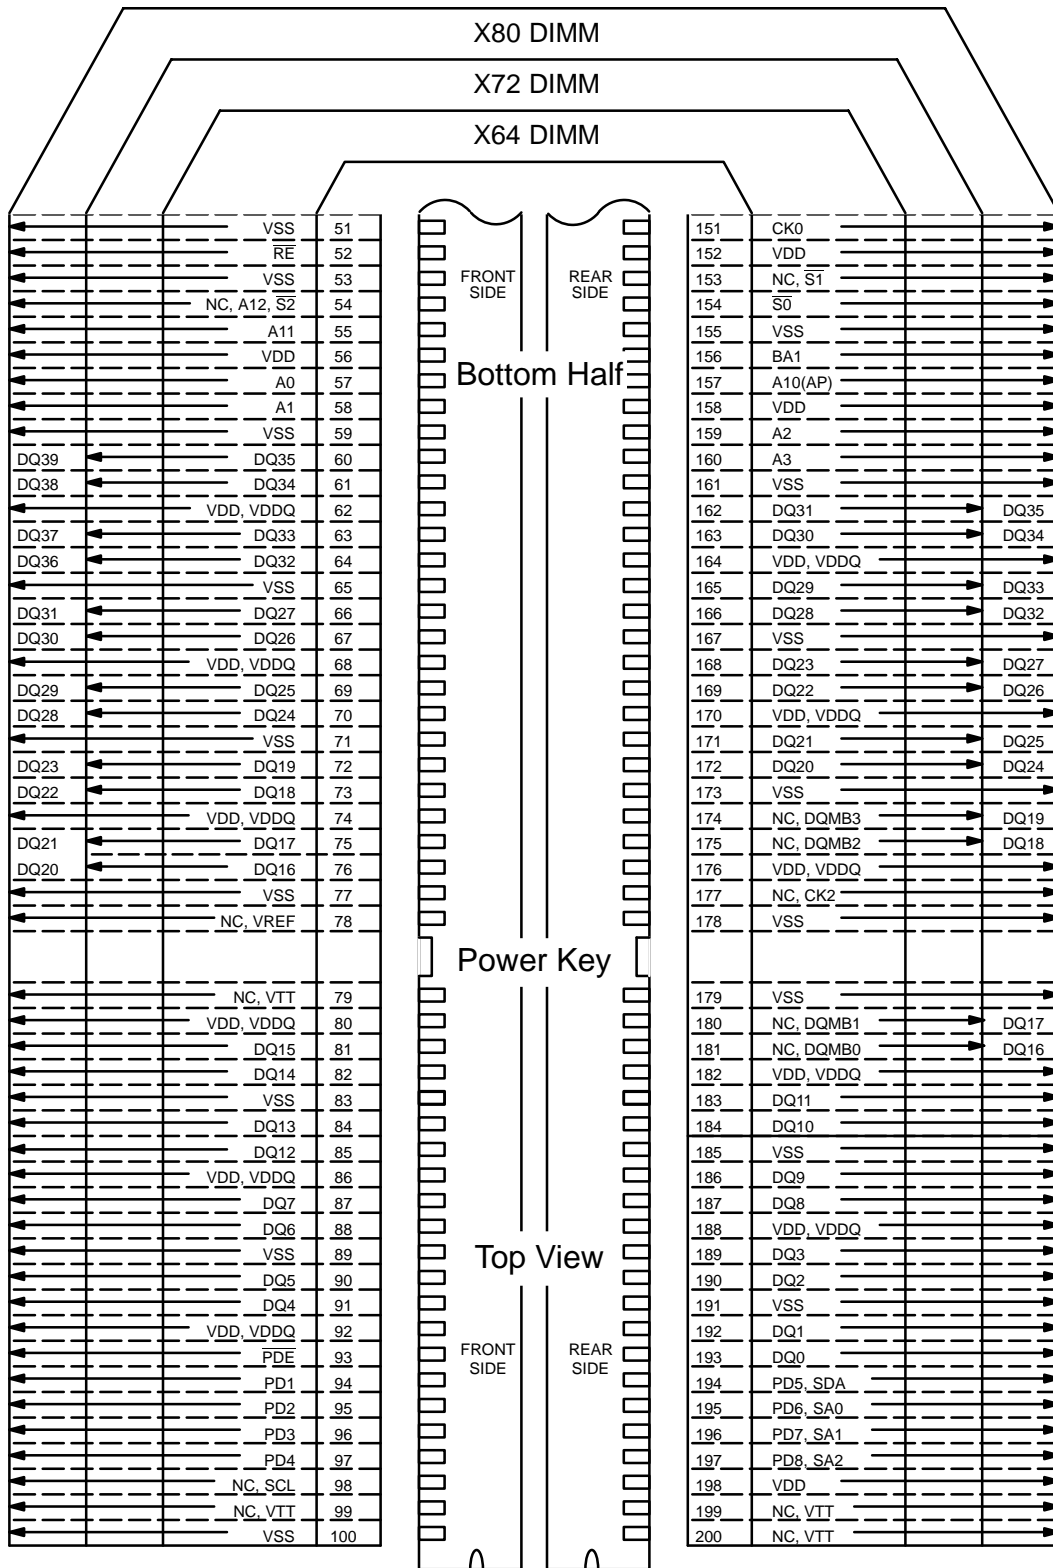 X80 DIMM
X72 DIMM
X64 DIMM
VSS 51 151 CK0
RE 52 152 VDD
VSS 53 FRONT SIDE REAR SIDE 153 NC, S1
NC, A12, S2 54 154 S0
A11 55 155 VSS
VDD 56 156 BA1
A0 57 Bottom Half 157 A10(AP)
A1 58 158 VDD
VSS 59 159 A2
DQ39 DQ35 60 160 A3
DQ38 DQ34 61 161 VSS
VDD, VDDQ 62 162 DQ31 DQ35
DQ37 DQ33 63 163 DQ30 DQ34
DQ36 DQ32 64 164 VDD, VDDQ
VSS 65 165 DQ29 DQ33
DQ31 DQ27 66 166 DQ28 DQ32
DQ30 DQ26 67 167 VSS
VDD, VDDQ 68 168 DQ23 DQ27
DQ29 DQ25 69 169 DQ22 DQ26
DQ28 DQ24 70 170 VDD, VDDQ
VSS 71 171 DQ21 DQ25
DQ23 DQ19 72 172 DQ20 DQ24
DQ22 DQ18 73 173 VSS
VDD, VDDQ 74 174 NC, DQMB3 DQ19
DQ21 DQ17 75 175 NC, DQMB2 DQ18
DQ20 DQ16 76 176 VDD, VDDQ
VSS 77 177 NC, CK2
NC, VREF 78 178 VSS
Power Key
NC, VTT 79 179 VSS
VDD, VDDQ 80 180 NC, DQMB1 DQ17
DQ15 81 181 NC, DQMB0 DQ16
DQ14 82 182 VDD, VDDQ
VSS 83 183 DQ11
DQ13 84 184 DQ10
DQ12 85 185 VSS
VDD, VDDQ 86 186 DQ9
DQ7 87 187 DQ8
DQ6 88 188 VDD, VDDQ
VSS 89 Top View 189 DQ3
DQ5 90 190 DQ2
DQ4 91 191 VSS
VDD, VDDQ 92 192 DQ1
PDE 93 FRONT SIDE REAR SIDE 193 DQ0
PD1 94 194 PD5, SDA
PD2 95 195 PD6, SA0
PD3 96 196 PD7, SA1
PD4 97 197 PD8, SA2
NC, SCL 98 198 VDD
NC, VTT 99 199 NC, VTT
VSS 100 200 NC, VTT